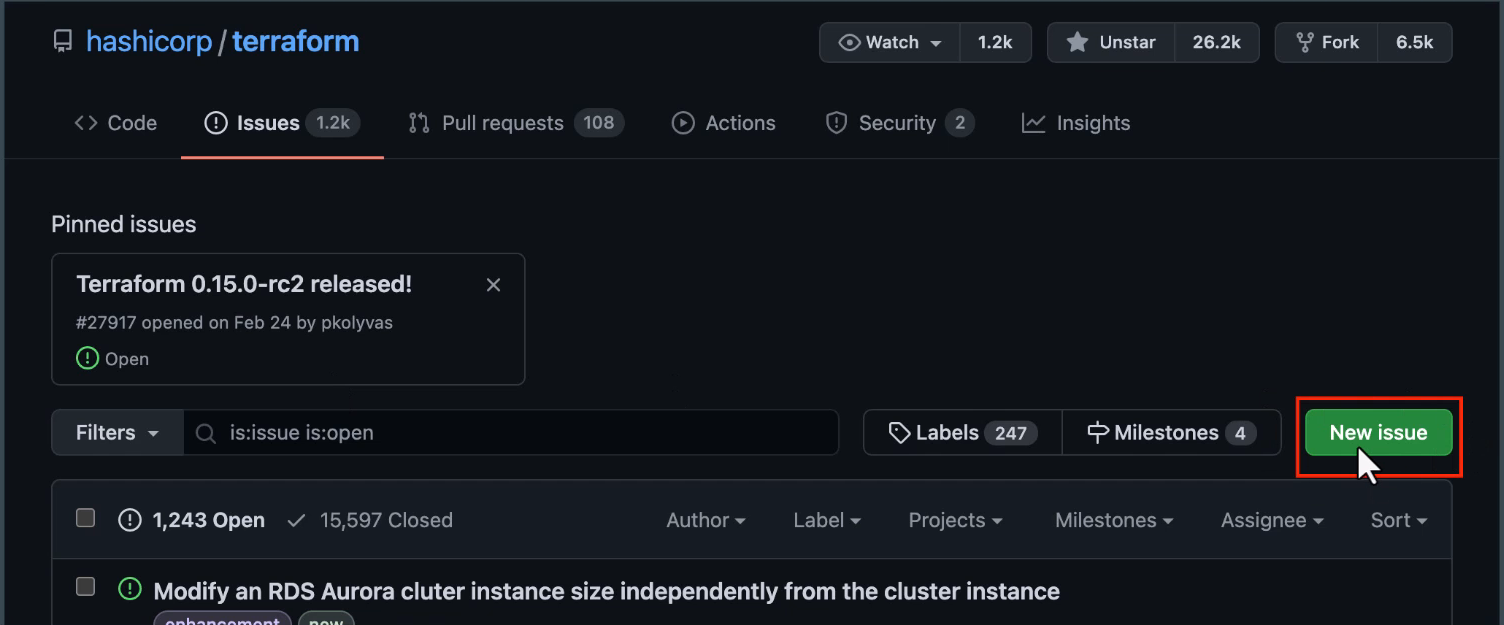 hashicorp / terraform
Watch 1.2k Unstar 26.2k Fork 6.5k
Code Issues 1.2k Pull requests 108 Actions Security 2 Insights
Pinned issues
Terraform 0.15.0-rc2 released!
#27917 opened on Feb 24 by pkolyvas
Open
Filters is:issue is:open Labels 247 Milestones 4 New issue
1,243 Open 15,597 Closed Author Label Projects Milestones Assignee Sort
Modify an RDS Aurora cluter instance size independently from the cluster instance
enhancement new